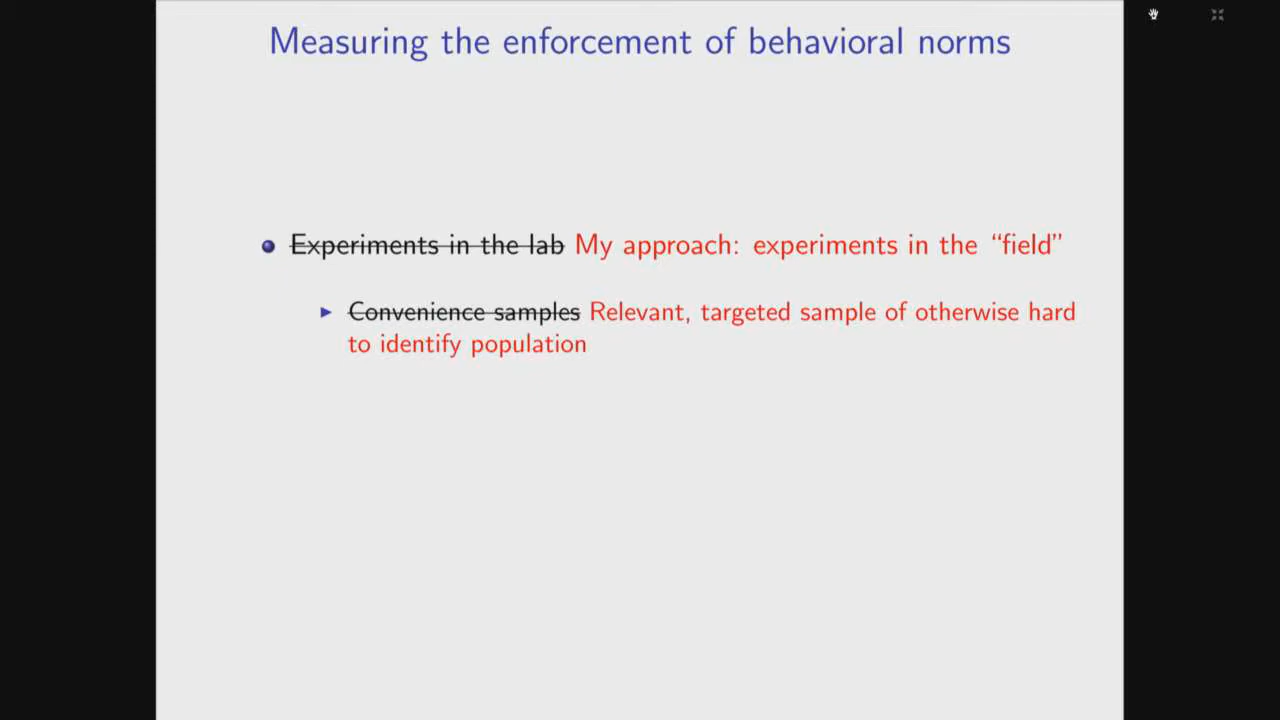 Measuring the enforcement of behavioral norms
Experiments in the lab My approach: experiments in the “field”
Convenience samples Relevant, targeted sample of otherwise hard
to identify population